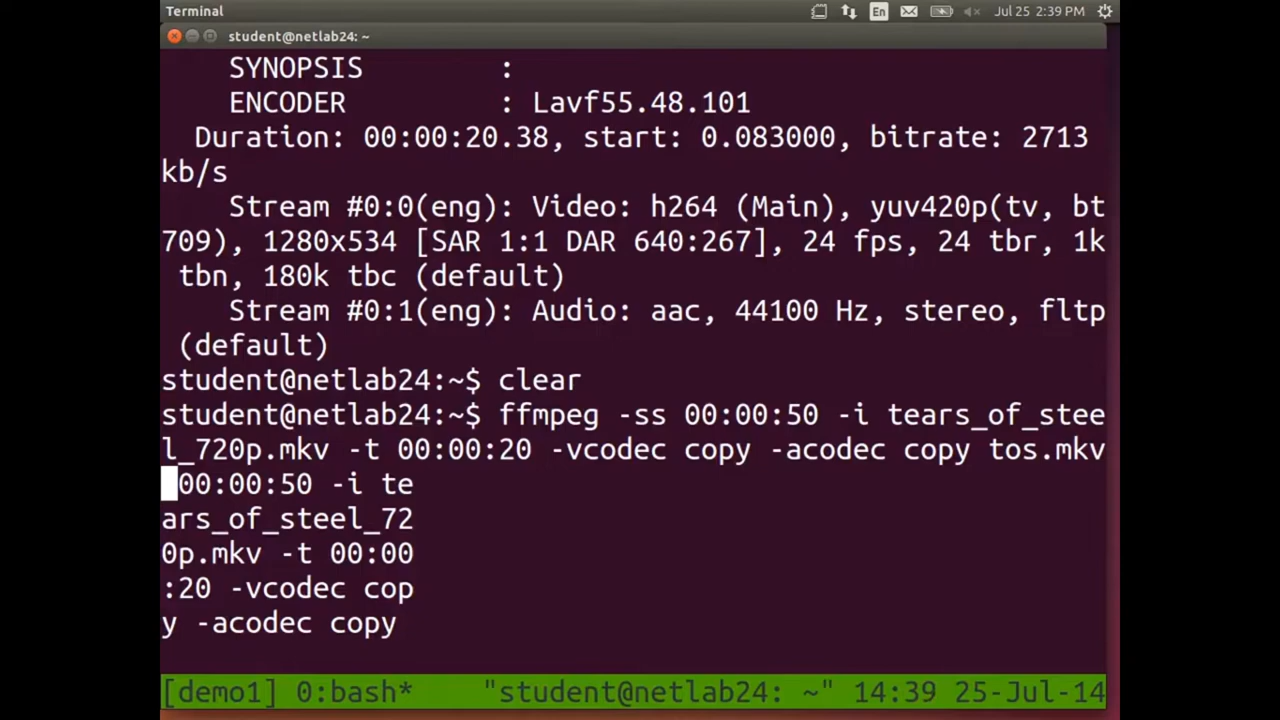 Terminal
En
Jul 25 2:39 PM
student@netlab24: ~
SYNOPSIS :
ENCODER : Lavf55.48.101
Duration: 00:00:20.38, start: 0.083000, bitrate: 2713
kb/s
Stream #0:0(eng): Video: h264 (Main), yuv420p(tv, bt
709), 1280x534 [SAR 1:1 DAR 640:267], 24 fps, 24 tbr, 1k
tbn, 180k tbc (default)
Stream #0:1(eng): Audio: aac, 44100 Hz, stereo, fltp
(default)
student@netlab24:~$ clear
student@netlab24:~$ ffmpeg -ss 00:00:50 -i tears_of_stee
l_720p.mkv -t 00:00:20 -vcodec copy -acodec copy tos.mkv
00:00:50 -i te
ars_of_steel_72
0p.mkv -t 00:00
:20 -vcodec cop
y -acodec copy
[demo1] 0:bash* "student@netlab24: ~" 14:39 25-Jul-14